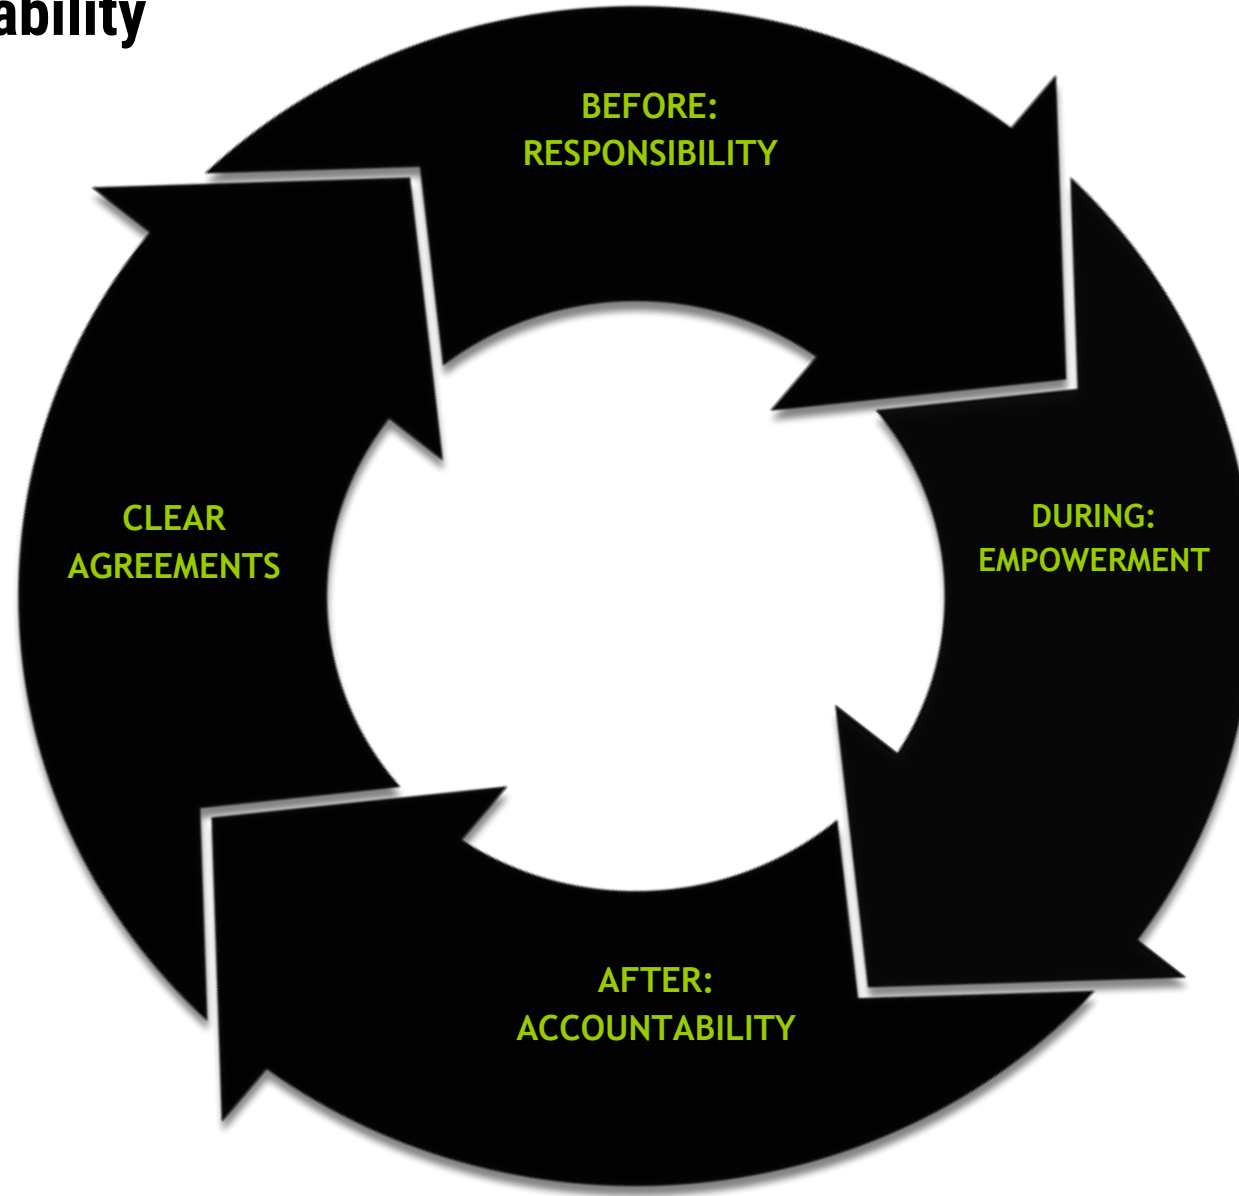 ability
BEFORE:
RESPONSIBILITY
CLEAR
AGREEMENTS
DURING:
EMPOWERMENT
AFTER:
ACCOUNTABILITY